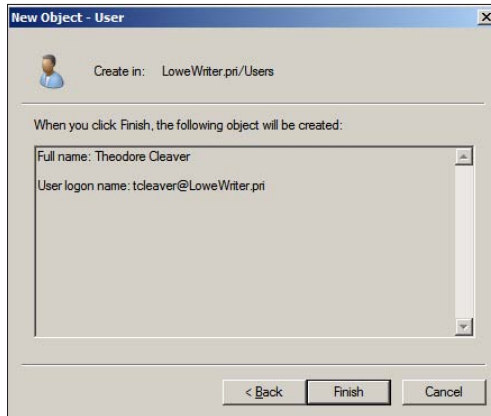 New Object - User
Create in: LoweWriter.pri/Users
When you click Finish, the following object will be created:
Full name: Theodore Cleaver
User logon name: tcleaver@LoweWriter.pri
< Back Finish Cancel